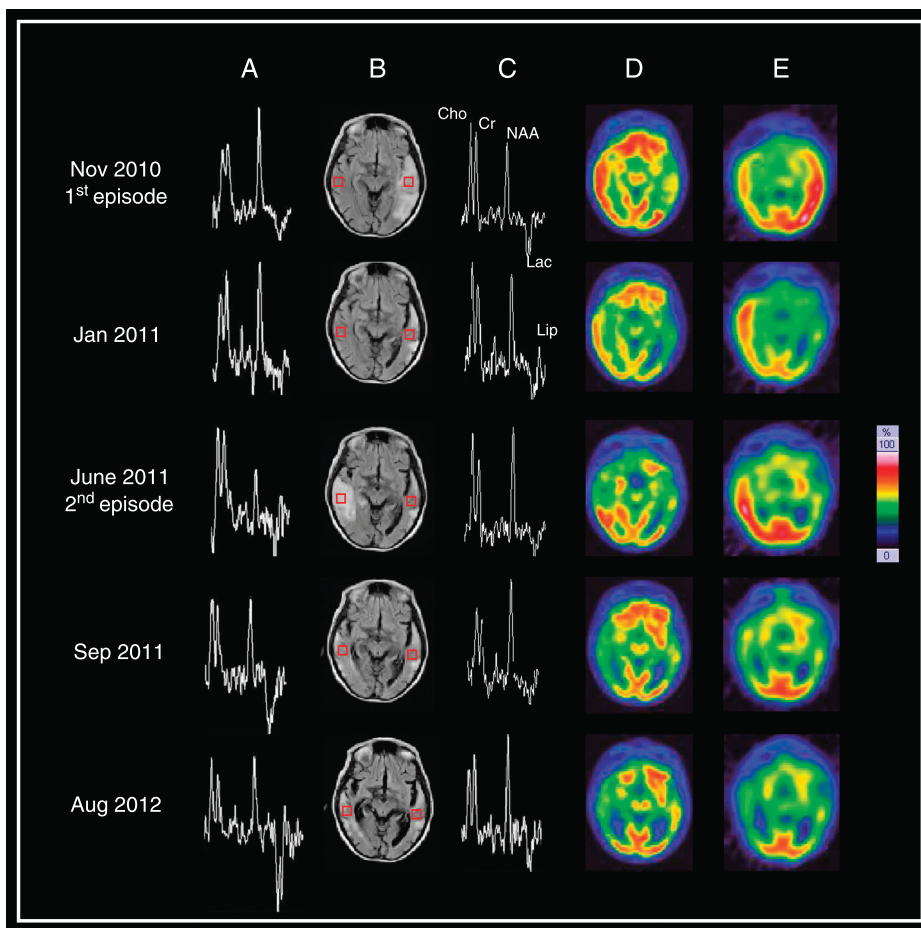 A B C D E
Cho
Cr
NAA
Nov 2010
1st episode
Lac
Jan 2011
Lip
%
100
June 2011
2nd episode
0
Sep 2011
Aug 2012